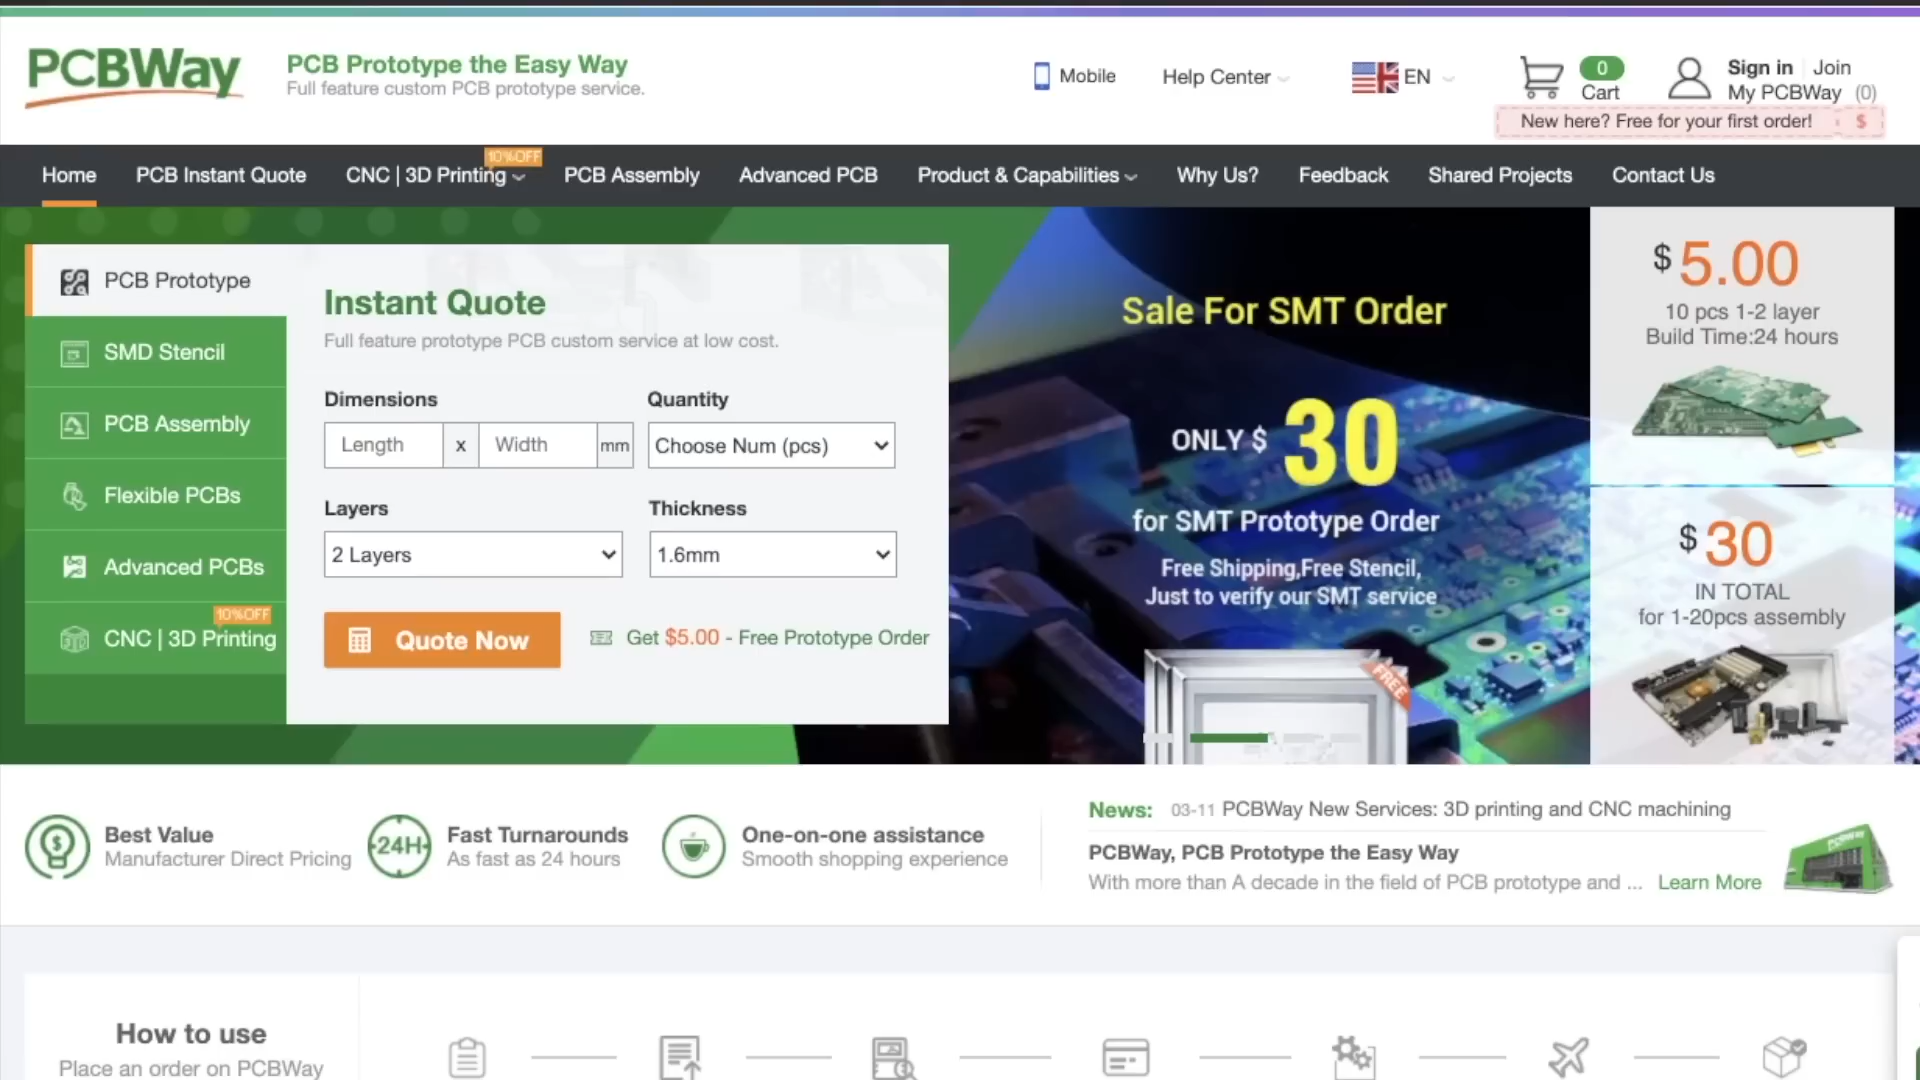 PCBWay
PCB Prototype the Easy Way
Full feature custom PCB prototype service.
Mobile
Help Center
EN
0
Cart
Sign in
Join
My PCBWay (0)
New here? Free for your first order!
$
10%OFF
Home
PCB Instant Quote
CNC | 3D Printing
PCB Assembly
Advanced PCB
Product & Capabilities
Why Us?
Feedback
Shared Projects
Contact Us
PCB Prototype
SMD Stencil
PCB Assembly
Flexible PCBs
Advanced PCBs
10%OFF
CNC | 3D Printing
Instant Quote
Full feature prototype PCB custom service at low cost.
Dimensions
Quantity
Length x Width mm
Choose Num (pcs)
Layers
Thickness
2 Layers
1.6mm
Quote Now
Get $5.00 - Free Prototype Order
Sale For SMT Order
ONLY $ 30
for SMT Prototype Order
Free Shipping,Free Stencil,
Just to verify our SMT service
FREE
$ 5.00
10 pcs 1-2 layer
Build Time:24 hours
$ 30
IN TOTAL
for 1-20pcs assembly
Best Value
Manufacturer Direct Pricing
24H
Fast Turnarounds
As fast as 24 hours
One-on-one assistance
Smooth shopping experience
News: 03-11 PCBWay New Services: 3D printing and CNC machining
PCBWay, PCB Prototype the Easy Way
With more than A decade in the field of PCB prototype and ... Learn More
PCBWay
How to use
Place an order on PCBWay